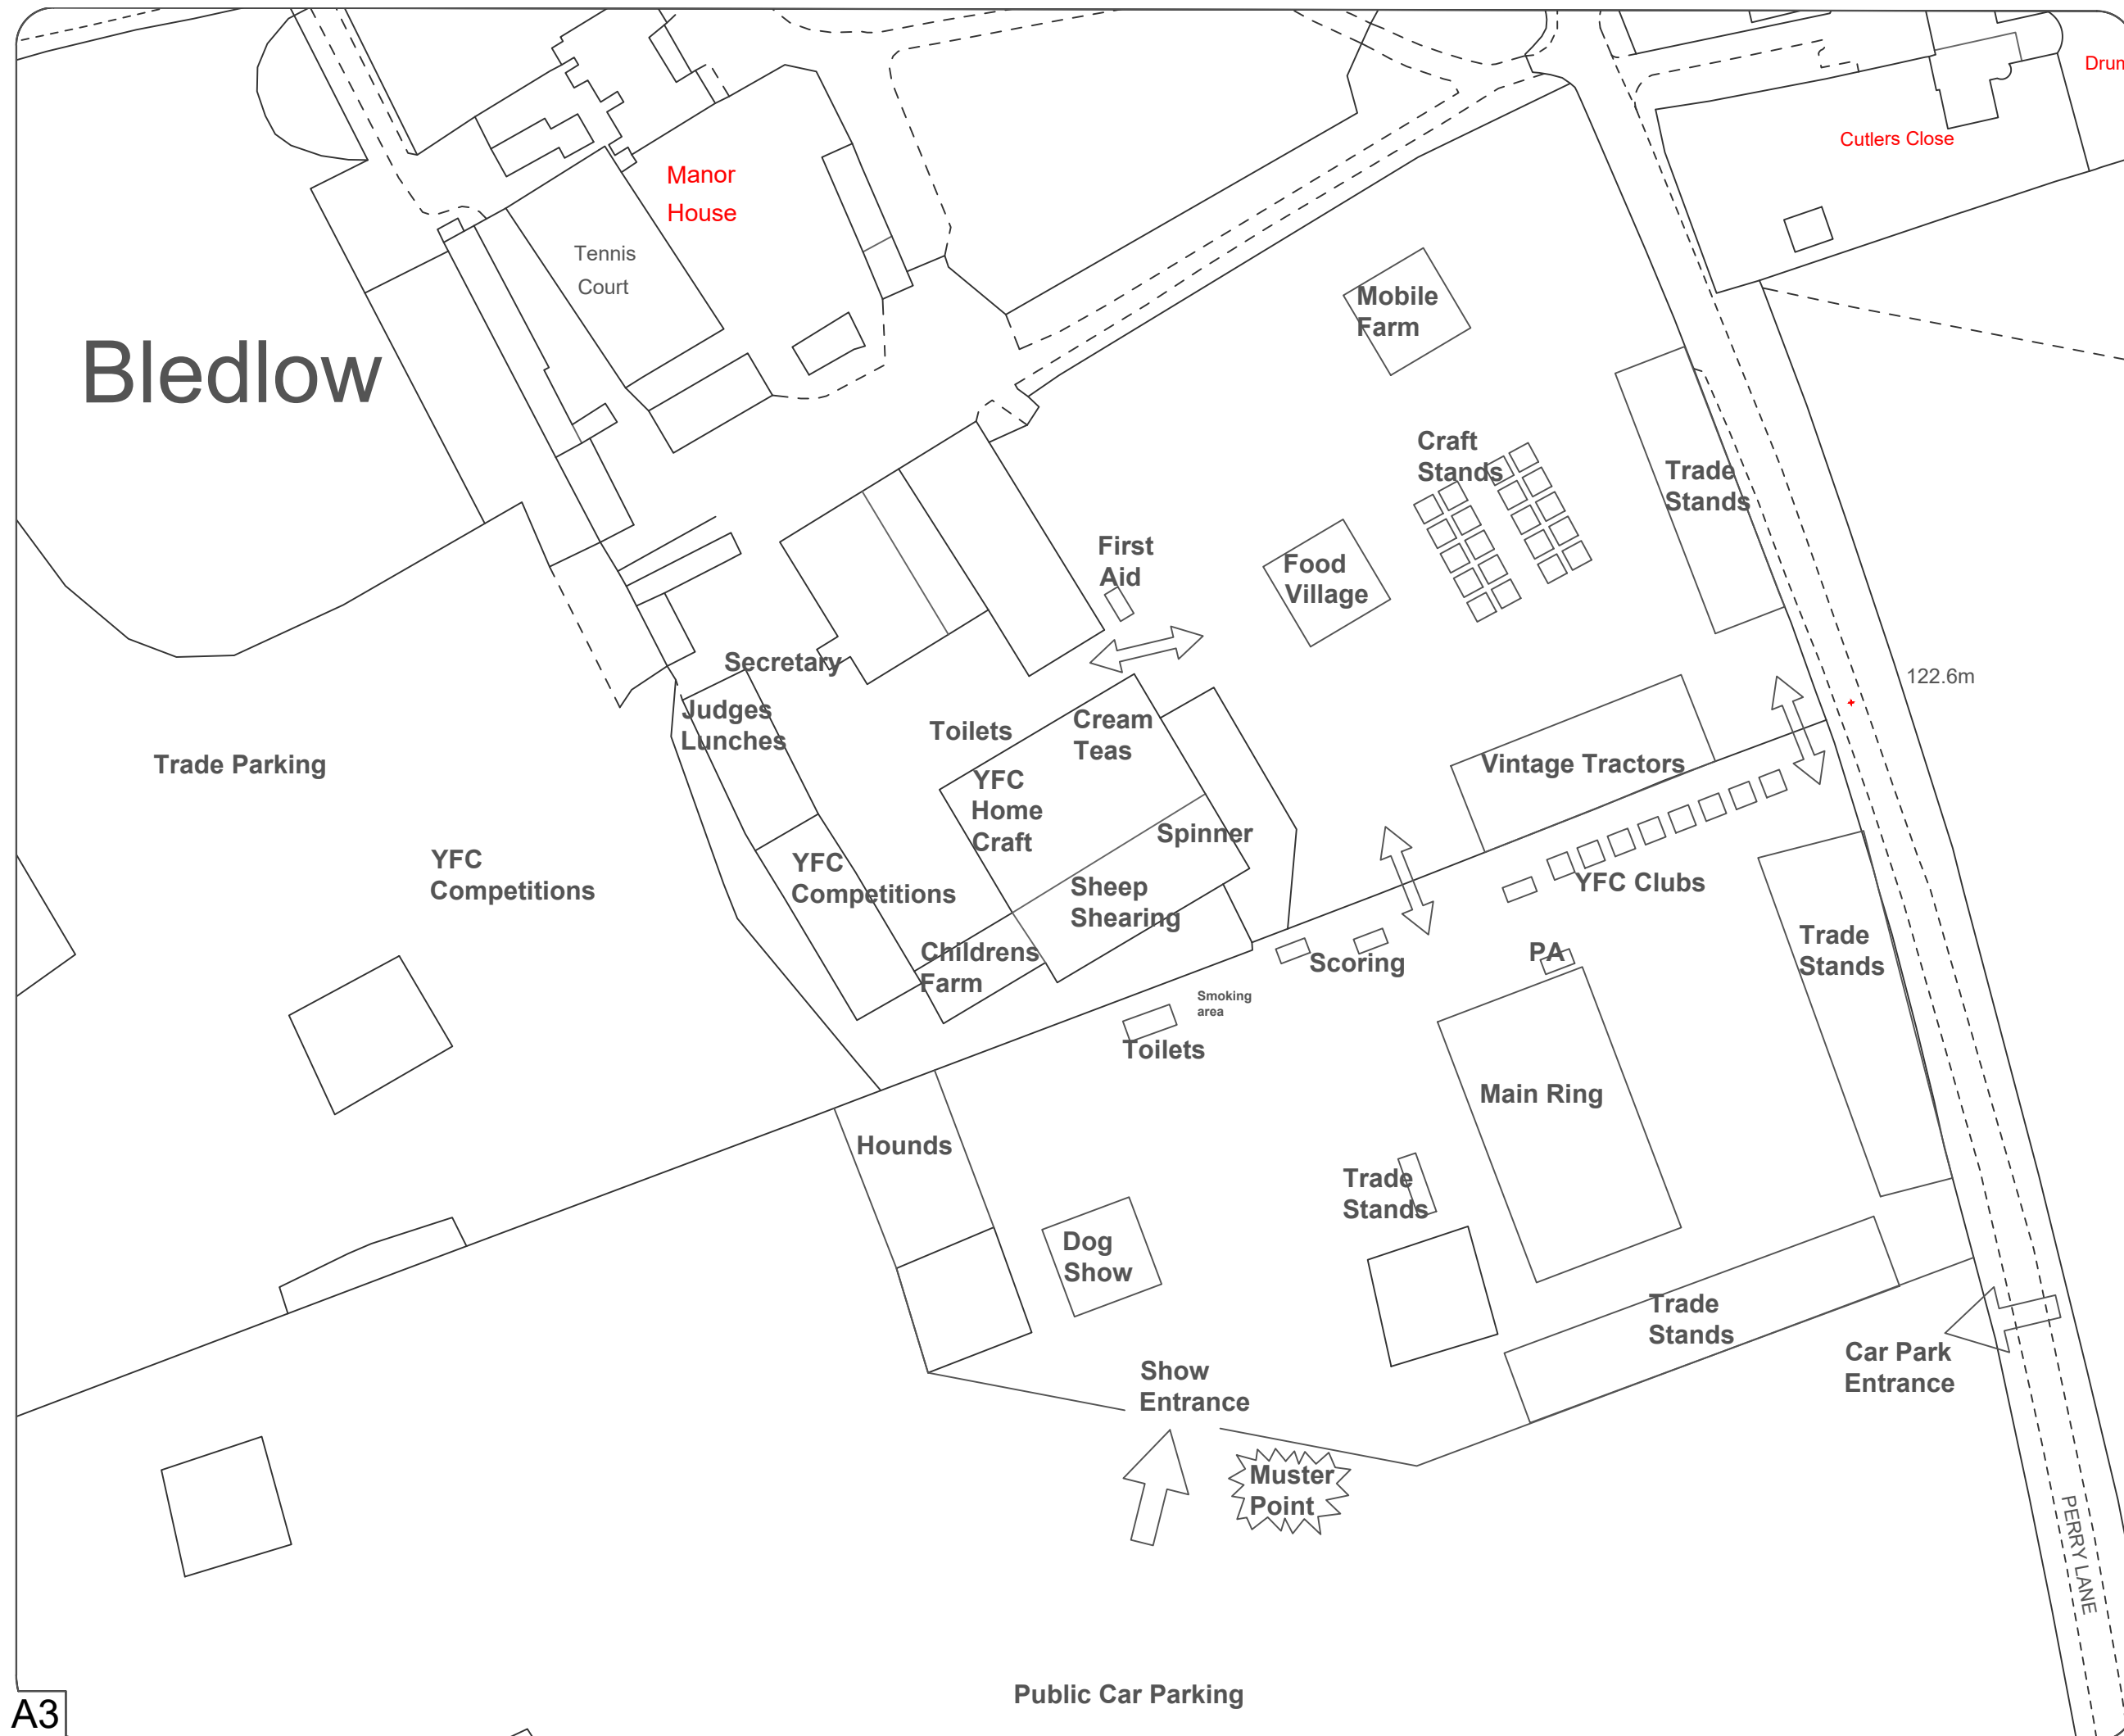 Drum
Cutlers Close
Manor
House
Tennis
Court
Bledlow
Mobile
Farm
Craft
Stands
Trade
Stands
First
Aid
Food
Village
Secretary
122.6m
Judges
Lunches
Toilets
Cream
Teas
Trade Parking
Vintage Tractors
YFC
Home
Craft
Spinner
YFC
Competitions
YFC
Competitions
Sheep
Shearing
YFC Clubs
Childrens
Farm
Scoring
PA
Trade
Stands
Smoking
area
Toilets
Main Ring
Hounds
Trade
Stands
Dog
Show
Trade
Stands
Show
Entrance
Car Park
Entrance
Muster
Point
PERRY LANE
Public Car Parking
A3